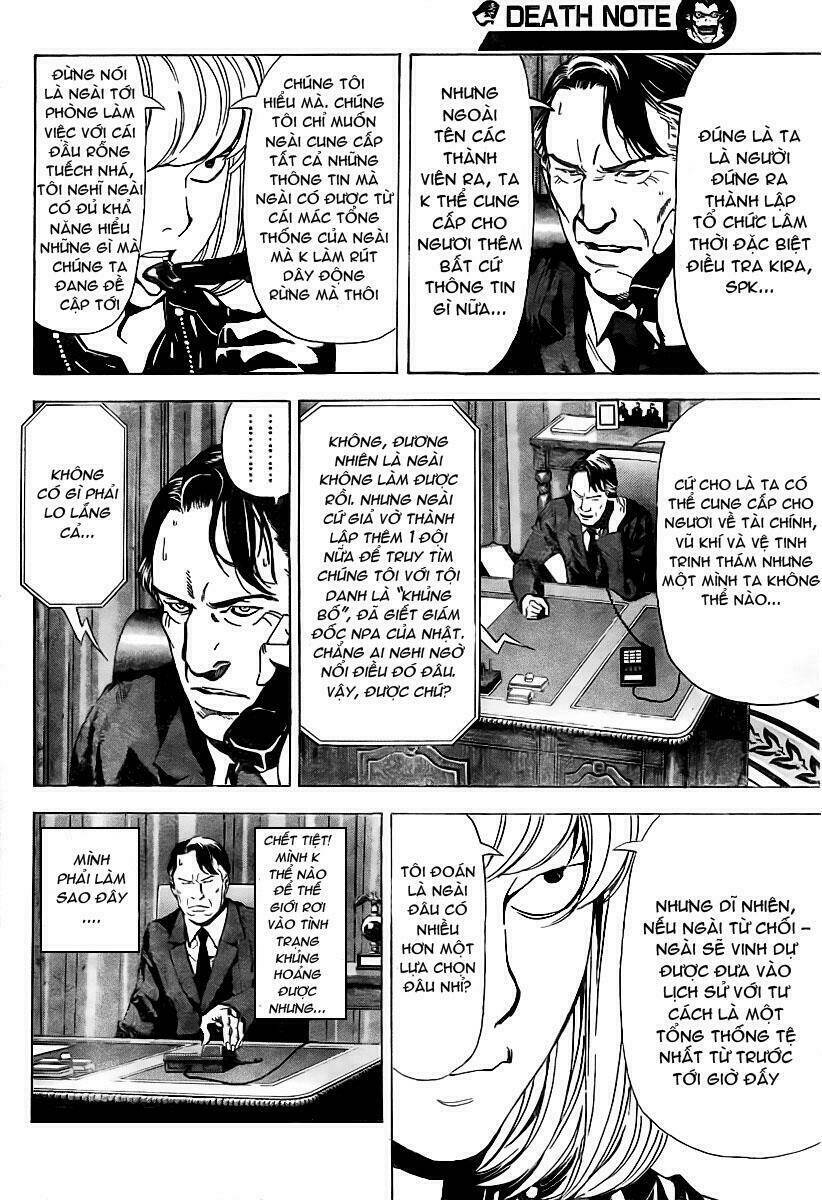 DEATH NOTE
ĐÚNG LÀ TA
LÀ NGƯỜI
ĐỨNG RA
THÀNH LẬP
TỔ CHỨC LÂM
THỜI ĐẶC BIỆT
ĐIỀU TRA KIRA,
SPK...
NHƯNG
NGOÀI
TÊN CÁC
THÀNH
VIÊN RA, TA
K THỂ CUNG
CẤP CHO
NGƯƠI THÊM
BẤT CỨ
THÔNG TIN
GÌ NỮA...
CHÚNG TÔI
HIỂU MÀ. CHÚNG
TÔI CHỈ MUỐN
NGÀI CUNG CẤP
TẤT CẢ NHỮNG
THÔNG TIN MÀ
NGÀI CÓ ĐƯỢC TỪ
CÁI MÁC TỔNG
THỐNG CỦA NGÀI
MÀ K LÀM RÚT
DÂY ĐỘNG
RỪNG MÀ THÔI
ĐỪNG NÓI
LÀ NGÀI TỚI
PHÒNG LÀM
VIỆC VỚI CÁI
ĐẦU RỖNG
TUẾCH NHÁ,
TÔI NGHĨ NGÀI
CÓ ĐỦ KHẢ
NĂNG HIỂU
NHỮNG GÌ MÀ
CHÚNG TA
ĐANG ĐỀ
CẬP TỚI
CỨ CHO LÀ TA CÓ
THỂ CUNG CẤP CHO
NGƯƠI VỀ TÀI CHÍNH,
VŨ KHÍ VÀ VỆ TINH
TRINH THÁM NHƯNG
MỘT MÌNH TA KHÔNG
THỂ NÀO...
KHÔNG, ĐƯƠNG
NHIÊN LÀ NGÀI
KHÔNG LÀM ĐƯỢC
RỒI. NHƯNG NGÀI
CỨ GIẢ VỜ THÀNH
LẬP THÊM 1 ĐỘI
NỮA ĐỂ TRUY TÌM
CHÚNG TÔI VỚI TỘI
DANH LÀ “KHỦNG
BỐ”, ĐÃ GIẾT GIÁM
ĐỐC NPA CỦA NHẬT.
CHẲNG AI NGHI NGỜ
NỔI ĐIỀU ĐÓ ĐÂU.
VẬY, ĐƯỢC CHỨ?
..........
KHÔNG
CÓ GÌ PHẢI
LO LẮNG
CẢ...
NHƯNG DĨ NHIÊN,
NẾU NGÀI TỪ CHỐI –
NGÀI SẼ VINH DỰ
ĐƯỢC ĐƯA VÀO
LỊCH SỬ VỚI TƯ
CÁCH LÀ MỘT
TỔNG THỐNG TỆ
NHẤT TỪ TRƯỚC
TỚI GIỜ ĐẤY
TÔI ĐOÁN
LÀ NGÀI
ĐÂU CÓ
NHIỀU
HƠN MỘT
LỰA CHỌN
ĐÂU NHỈ?
CHẾT TIỆT!
MÌNH K
THỂ NÀO
ĐỂ THẾ
GIỚI RƠI
VÀO TÌNH
TRẠNG
KHỦNG
HOẢNG
ĐƯỢC
NHƯNG...
MÌNH
PHẢI LÀM
SAO ĐÂY
....